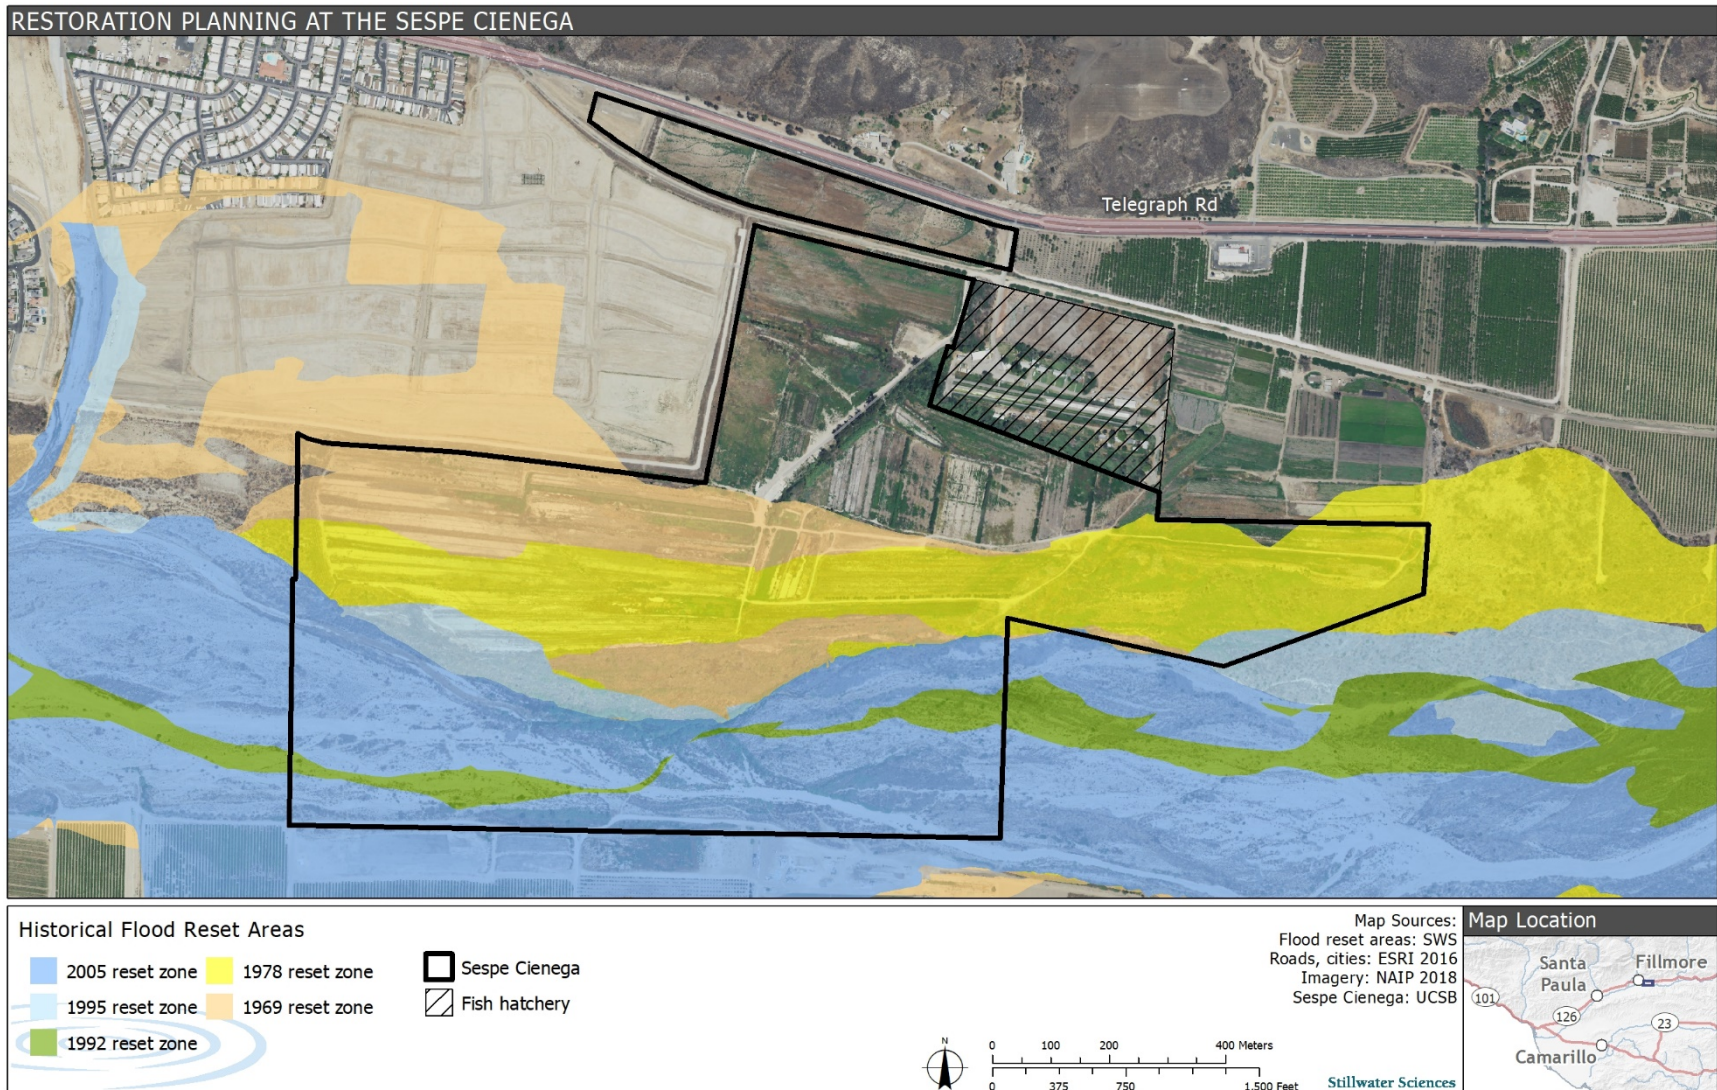 RESTORATION PLANNING AT THE SESPE CIENEGA
Telegraph Rd
Historical Flood Reset Areas
2005 reset zone
1995 reset zone
1992 reset zone
1978 reset zone
1969 reset zone
Sespe Cienega
Fish hatchery
Map Sources:
Flood reset areas: SWS
Roads, cities: ESRI 2016
Imagery: NAIP 2018
Sespe Cienega: UCSB
N
0 100 200 400 Meters
0 375 750 1,500 Feet
Stillwater Sciences
Map Location
Santa
Paula
Fillmore
101
126
23
Camarillo